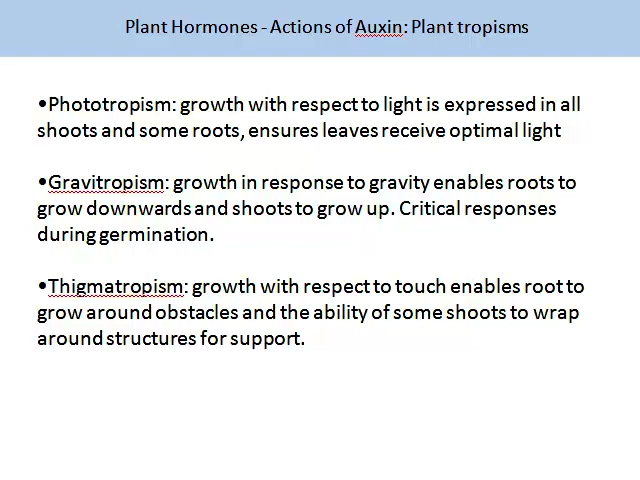 Plant Hormones - Actions of Auxin: Plant tropisms
•Phototropism: growth with respect to light is expressed in all
shoots and some roots, ensures leaves receive optimal light
•Gravitropism: growth in response to gravity enables roots to
grow downwards and shoots to grow up. Critical responses
during germination.
•Thigmatropism: growth with respect to touch enables root to
grow around obstacles and the ability of some shoots to wrap
around structures for support.